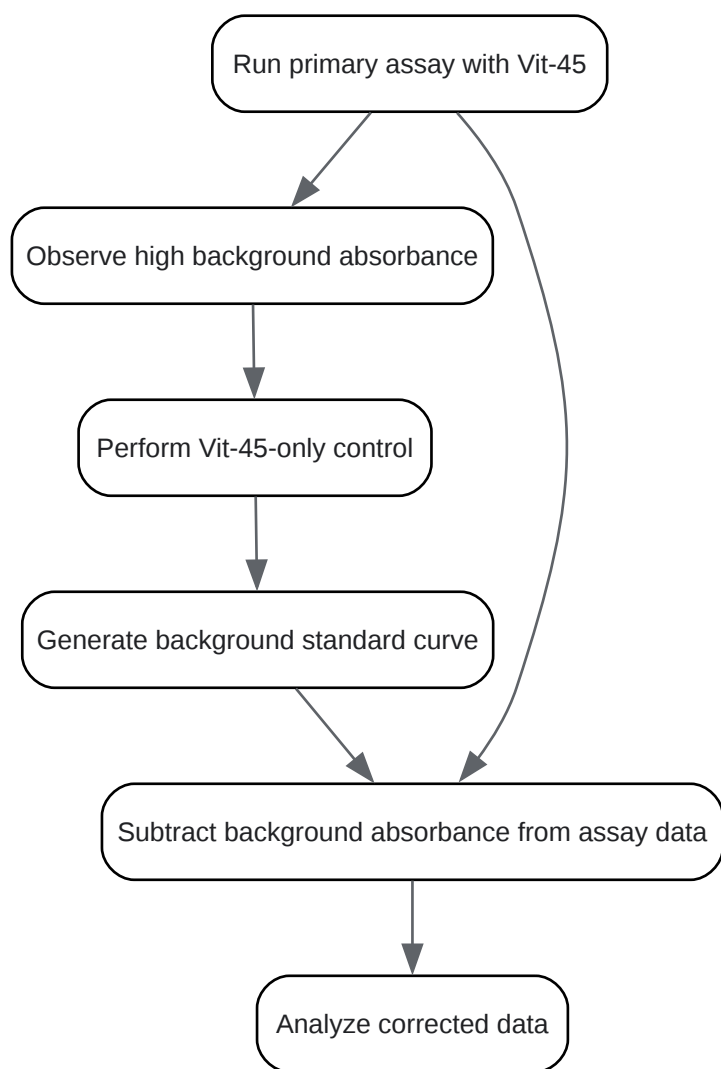 Run primary assay with Vit-45
Observe high background absorbance
Perform Vit-45-only control
Generate background standard curve
Subtract background absorbance from assay data
Analyze corrected data